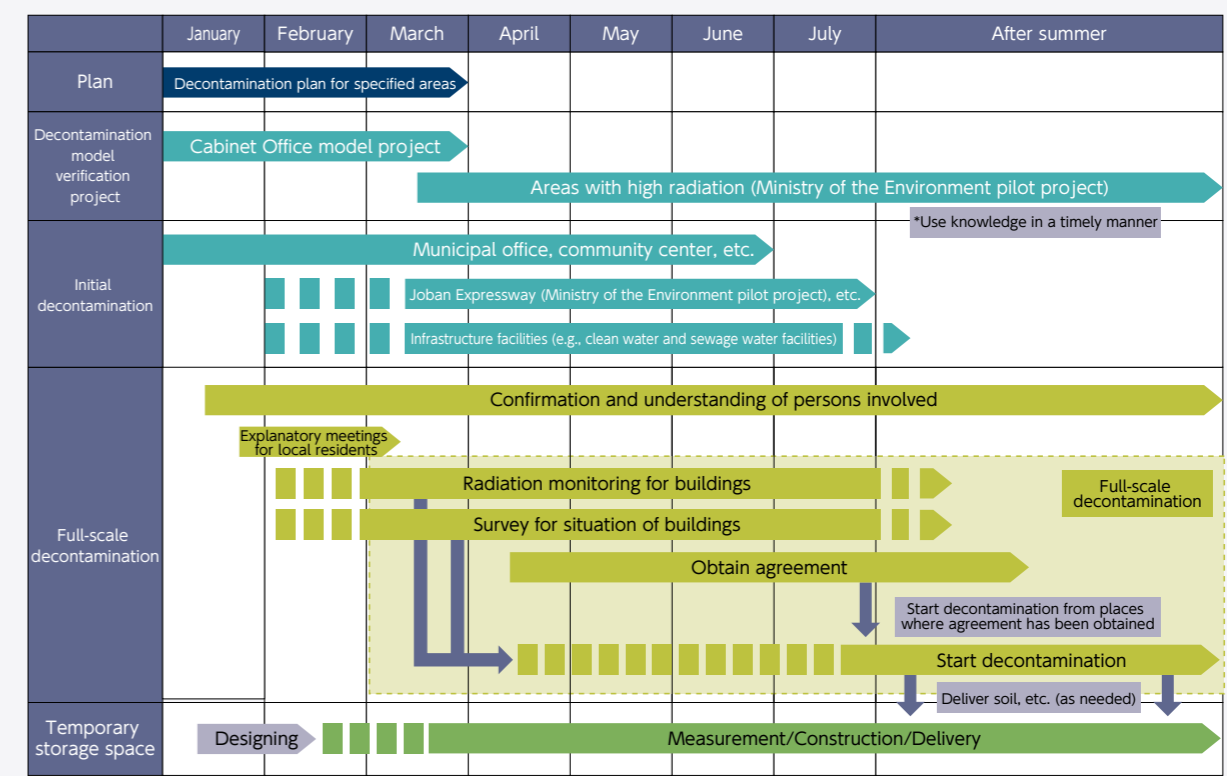 January February March April May June July After summer
Plan
Decontamination plan for specified areas
Decontamination
model
verification
project
Cabinet Office model project
Areas with high radiation (Ministry of the Environment pilot project)
*Use knowledge in a timely manner
Initial
decontamination
Municipal office, community center, etc.
Joban Expressway (Ministry of the Environment pilot project), etc.
Infrastructure facilities (e.g., clean water and sewage water facilities)
Full-scale
decontamination
Confirmation and understanding of persons involved
Explanatory meetings
for local residents
Radiation monitoring for buildings
Full-scale
decontamination
Survey for situation of buildings
Obtain agreement
Start decontamination from places
where agreement has been obtained
Start decontamination
Deliver soil, etc. (as needed)
Temporary
storage space
Designing
Measurement/Construction/Delivery